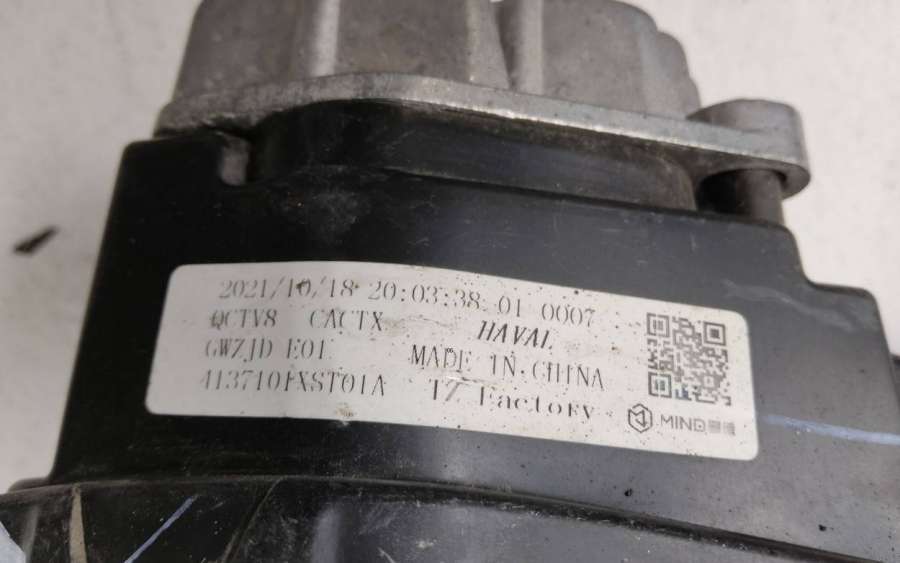 2021/10/18 20:03:38 01 0007
QCTV8 CACTX HAVAL
GWZJD E01 MADE IN CHINA
4137101XST01A TZ Factory
MIND